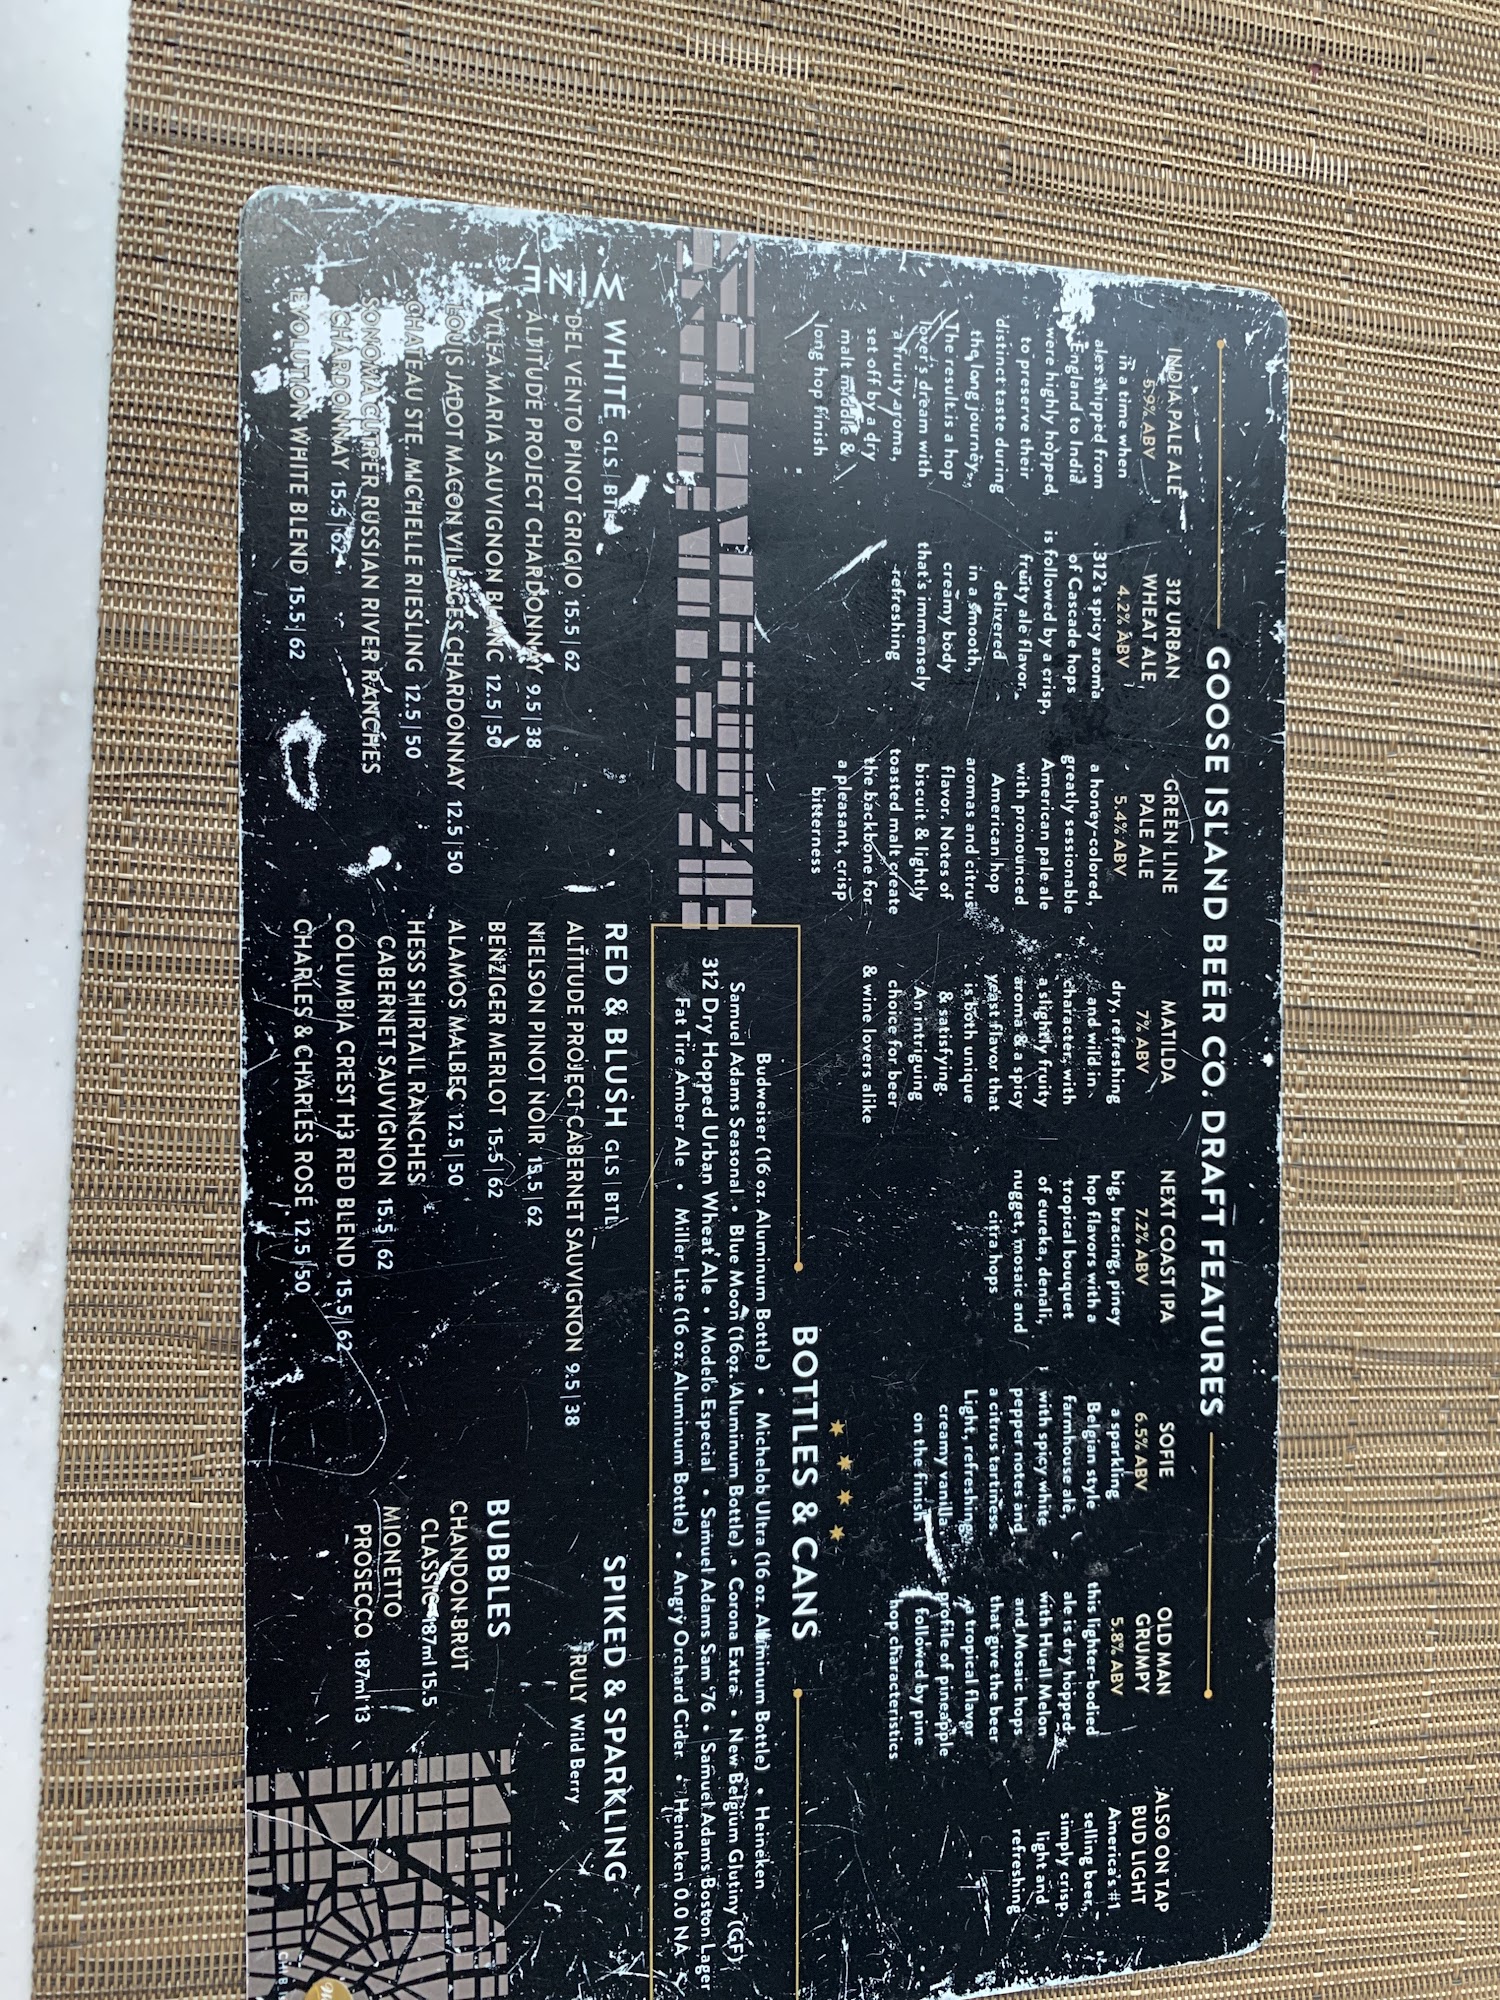 GOOSE ISLAND BEER CO. DRAFT FEATURES
INDIA PALE ALE
5.9% ABV
in a time when
ales shipped from
England to India
were highly hopped
to preserve their
distinct taste during
the long journey.
The result is a hop
lover's dream with
a fruity aroma,
set off by a dry
malt middle &
long hop finish
312 URBAN
WHEAT ALE
4.2% ABV
312's spicy aroma
of Cascade hops
is followed by a crisp,
fruity ale flavor,
delivered
in a smooth,
creamy body
that's immensely
refreshing
GREEN LINE
PALE ALE
5.4% ABV
a honey-colored,
greatly sessionable
American pale ale
with pronounced
American hop
aromas and citrus
flavor. Notes of
biscuit & lightly
toasted malt create
the backbone for
a pleasant, crisp
bitterness
MATILDA
7% ABV
dry, refreshing
and wild in
character, with
a slightly fruity
aroma & a spicy
yeast flavor that
is both unique
& satisfying.
An intriguing
choice for beer
& wine lovers alike
NEXT COAST IPA
7.2% ABV
big, bracing, piney
hop flavors with a
tropical bouquet
of eureka, denali,
nugget, mosaic and
citra hops
SOFIE
6.5% ABV
a sparkling
Belgian style
farmhouse ale,
with spicy white
pepper notes and
a citrus tartness.
Light, refreshing,
creamy vanilla
on the finish
OLD MAN
GRUMPY
5.8% ABV
this lighter-bodied
ale is dry hopped
with Huell Melon
and Mosaic hops
that give the beer
a tropical flavor
profile of pineapple
followed by pine
hop characteristics
ALSO ON TAP
BUD LIGHT
America's #1
selling beer,
simply crisp,
light and
refreshing
BOTTLES & CANS
Budweiser (16 oz. Aluminum Bottle) • Michelob Ultra (16 oz. Aluminum Bottle) • Heineken
Samuel Adams Seasonal • Blue Moon (16oz. Aluminum Bottle) • Corona Extra • New Belgium Glutiny (GF)
312 Dry Hopped Urban Wheat Ale • Modelo Especial • Samuel Adams Sam '76 • Samuel Adams Boston Lager
Fat Tire Amber Ale • Miller Lite (16 oz. Aluminum Bottle) • Angry Orchard Cider • Heineken 0.0 NA
WINE
WHITE GLS | BTL
DEL VENTO PINOT GRIGIO 15.5 | 62
ALTITUDE PROJECT CHARDONNAY 9.5 | 38
VILLA MARIA SAUVIGNON BLANC 12.5 | 50
LOUIS JADOT MACON VILLAGES CHARDONNAY 12.5 | 50
CHATEAU STE. MICHELLE RIESLING 12.5 | 50
SONOMA CUTRER RUSSIAN RIVER RANCHES
CHARDONNAY 15.5 | 62
EVOLUTION WHITE BLEND 15.5 | 62
RED & BLUSH GLS | BTL
ALTITUDE PROJECT CABERNET SAUVIGNON 9.5 | 38
NIELSON PINOT NOIR 15.5 | 62
BENZIGER MERLOT 15.5 | 62
ALAMOS MALBEC 12.5 | 50
HESS SHIRTAIL RANCHES
CABERNET SAUVIGNON 15.5 | 62
COLUMBIA CREST H3 RED BLEND 15.5 | 62
CHARLES & CHARLES ROSÉ 12.5 | 50
SPIKED & SPARKLING
TRULY Wild Berry
BUBBLES
CHANDON BRUT
CLASSIC 187ml 15.5
MIONETTO
PROSECCO 187ml 13